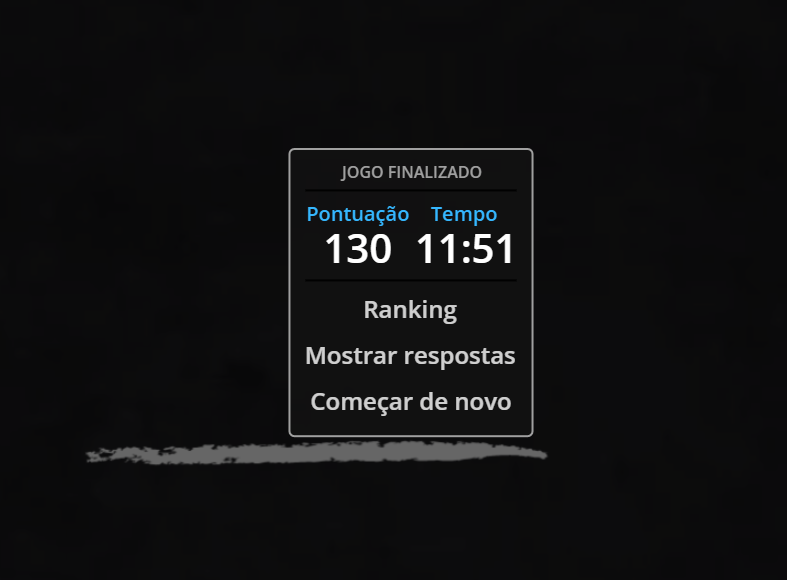 JOGO FINALIZADO
Pontuação Tempo
130 11:51
Ranking
Mostrar respostas
Começar de novo